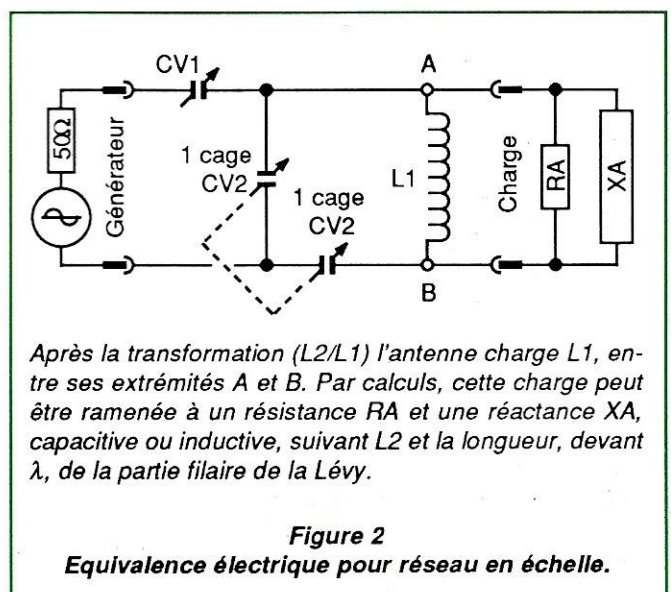 CV1
A
50Ω
Générateur
1 cage
CV2
1 cage
CV2
L1
Charge
RA
XA
B
Après la transformation (L2/L1) l'antenne charge L1, en-
tre ses extrémités A et B. Par calculs, cette charge peut
être ramenée à un résistance RA et une réactance XA,
capacitive ou inductive, suivant L2 et la longueur, devant
λ, de la partie filaire de la Lévy.
Figure 2
Equivalence électrique pour réseau en échelle.